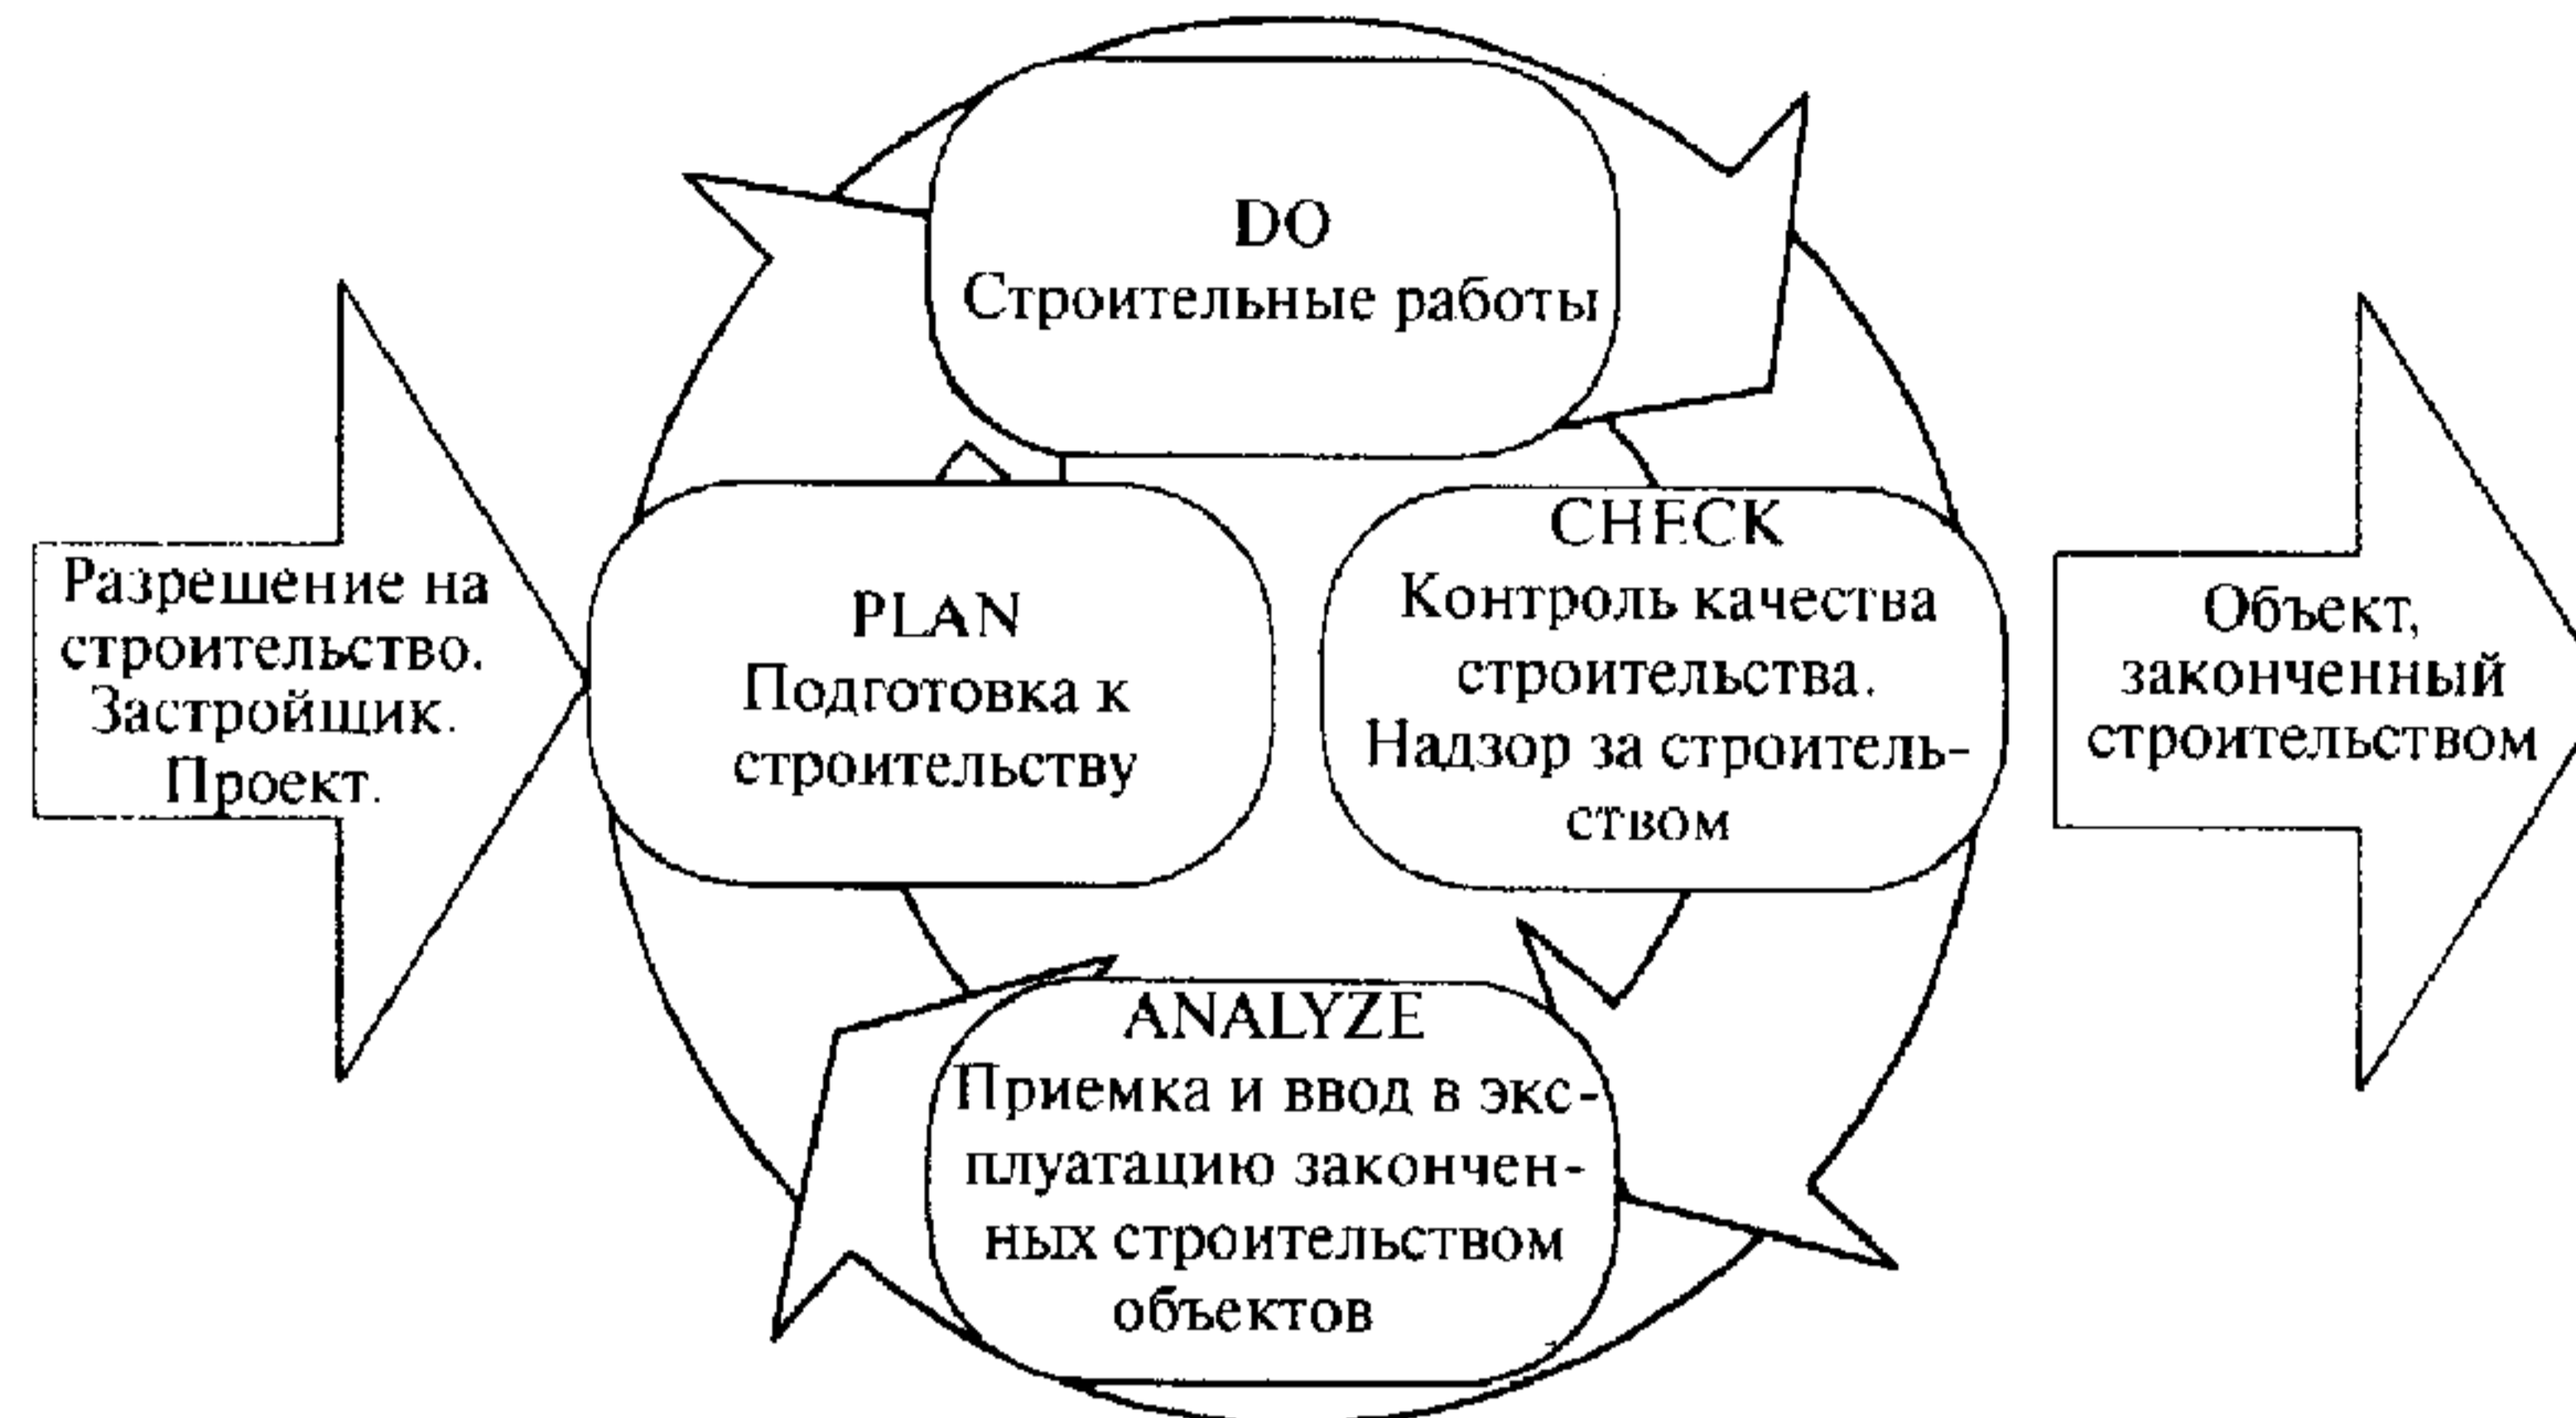 DO
Строительные работы
Разрешение на
строительство.
Застройщик.
Проект.
PLAN
Подготовка к
строительству
CHECK
Контроль качества
строительства.
Надзор за строитель-
ством
Объект,
законченный
строительством
ANALYZE
Приемка и ввод в экс-
плуатацию закончен-
ных строительством
объектов